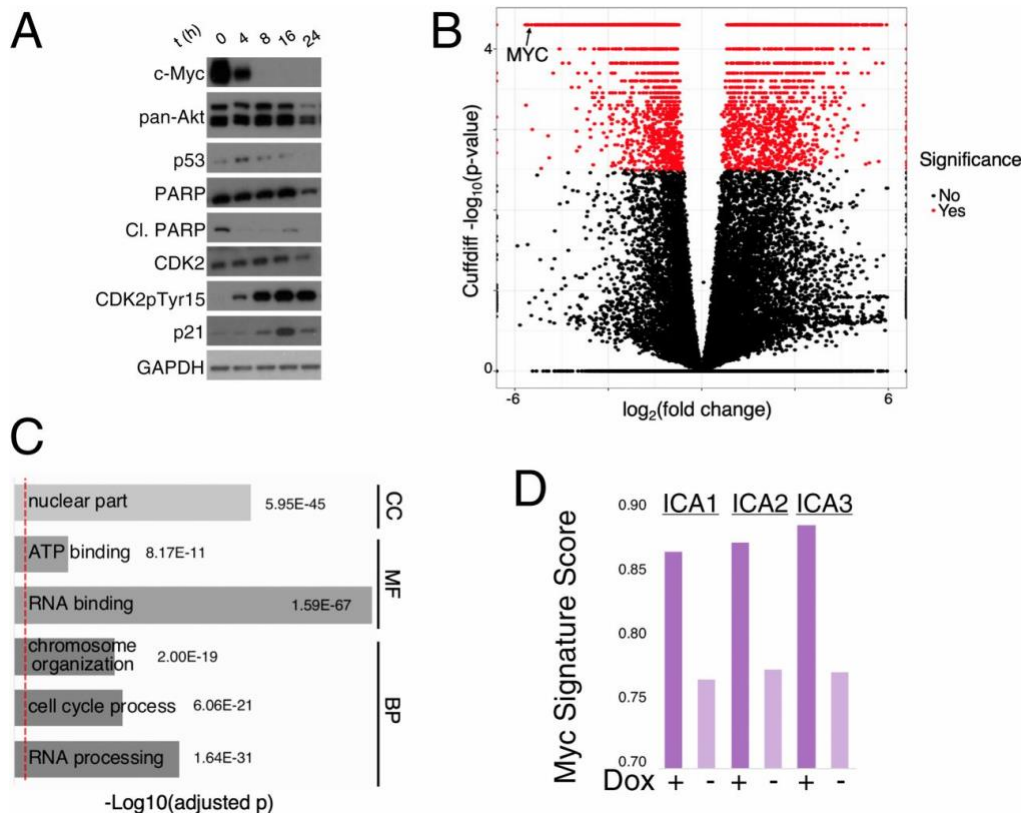 A
t (h) 0 4 8 16 24
c-Myc
pan-Akt
p53
PARP
Cl. PARP
CDK2
CDK2pTyr15
p21
GAPDH
B
MYC
4
0
Cuffdiff -log10(p-value)
-6 6
log2(fold change)
Significance
No
Yes
C
nuclear part 5.95E-45
ATP binding 8.17E-11
RNA binding 1.59E-67
chromosome
organization 2.00E-19
cell cycle process 6.06E-21
RNA processing 1.64E-31
CC
MF
BP
-Log10(adjusted p)
D
Myc Signature Score
0.90
0.85
0.80
0.75
0.70
ICA1 ICA2 ICA3
Dox + - + - + -